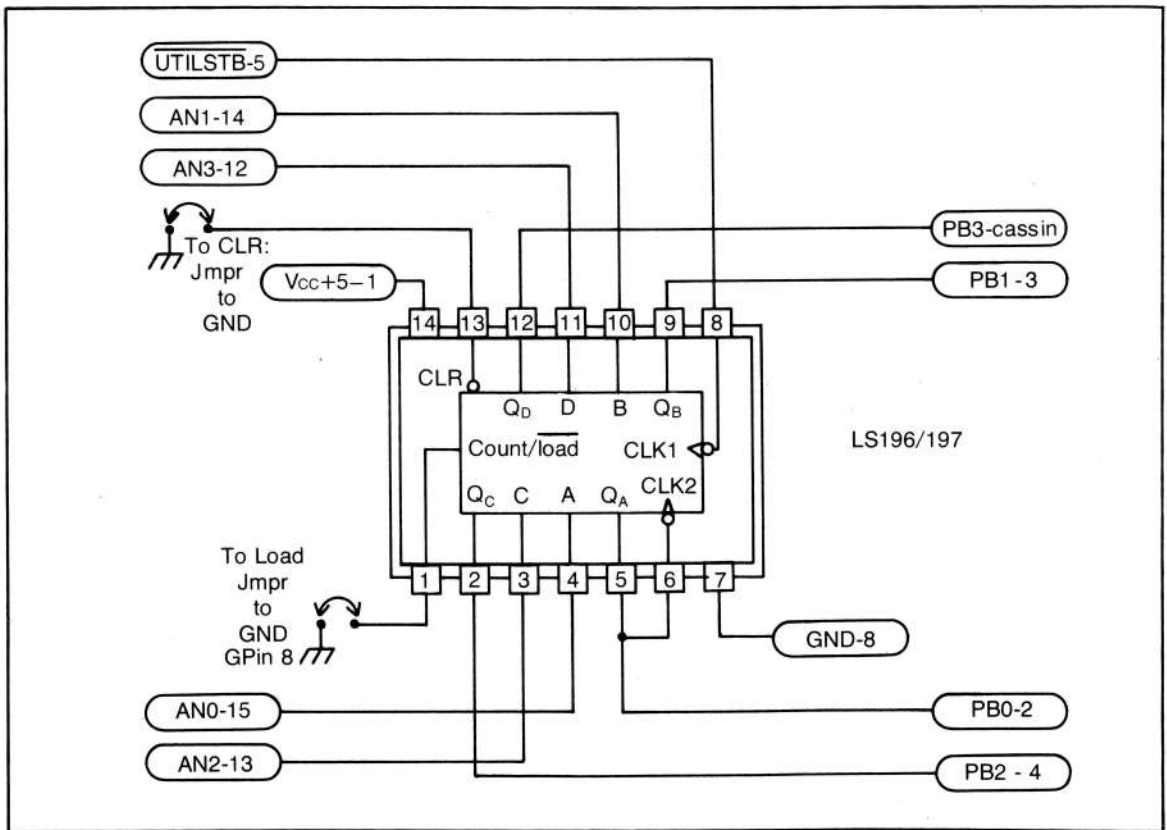 UTILSTB-5
AN1-14
AN3-12
PB3-cassin
To CLR:
Jmpr
to
GND
Vcc+5-1
PB1-3
14 13 12 11 10 9 8
CLR
QD D B QB
Count/load CLK1
LS196/197
QC C A QA CLK2
1 2 3 4 5 6 7
To Load
Jmpr
to
GND
GPin 8
GND-8
AN0-15
PB0-2
AN2-13
PB2 - 4